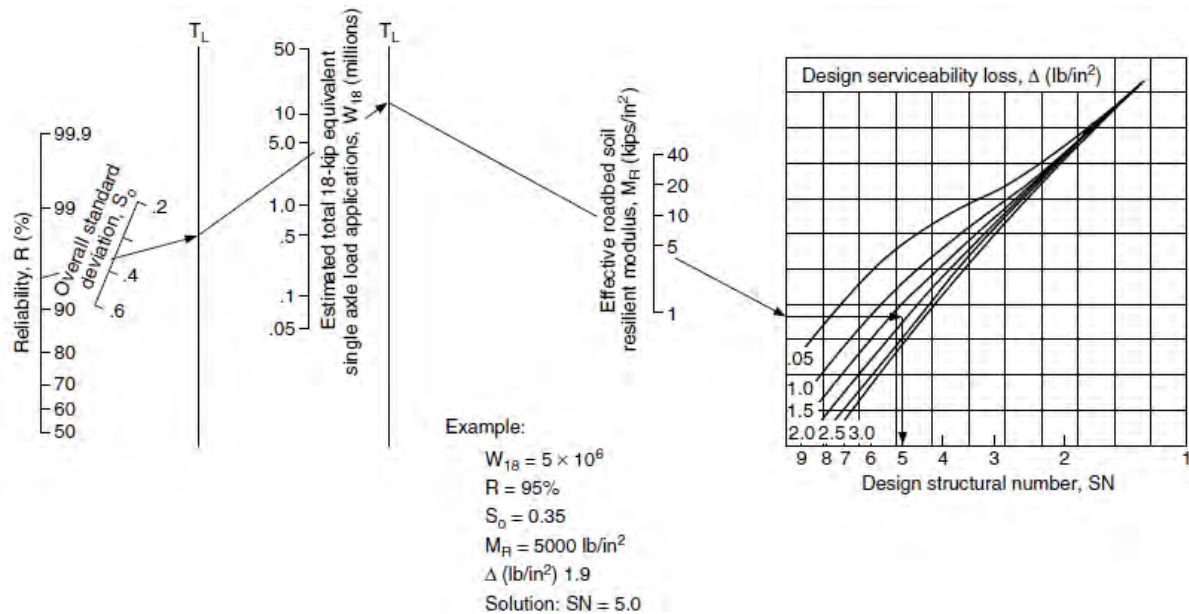 T_L
T_L
Reliability, R (%)
99.9
99
90
80
70
60
50
Overall standard
deviation, S_o
.2
.4
.6
Estimated total 18-kip equivalent
single axle load applications, W_18 (millions)
50
10
5.0
1.0
.5
.1
.05
Effective roadbed soil
resilient modulus, M_R (kips/in²)
40
20
10
5
1
Design serviceability loss, Δ (lb/in²)
.05
1.0
1.5
2.0 2.5 3.0
9 8 7 6 5 4 3 2 1
Design structural number, SN
Example:
W_18 = 5 × 10⁶
R = 95%
S_o = 0.35
M_R = 5000 lb/in²
Δ (lb/in²) 1.9
Solution: SN = 5.0